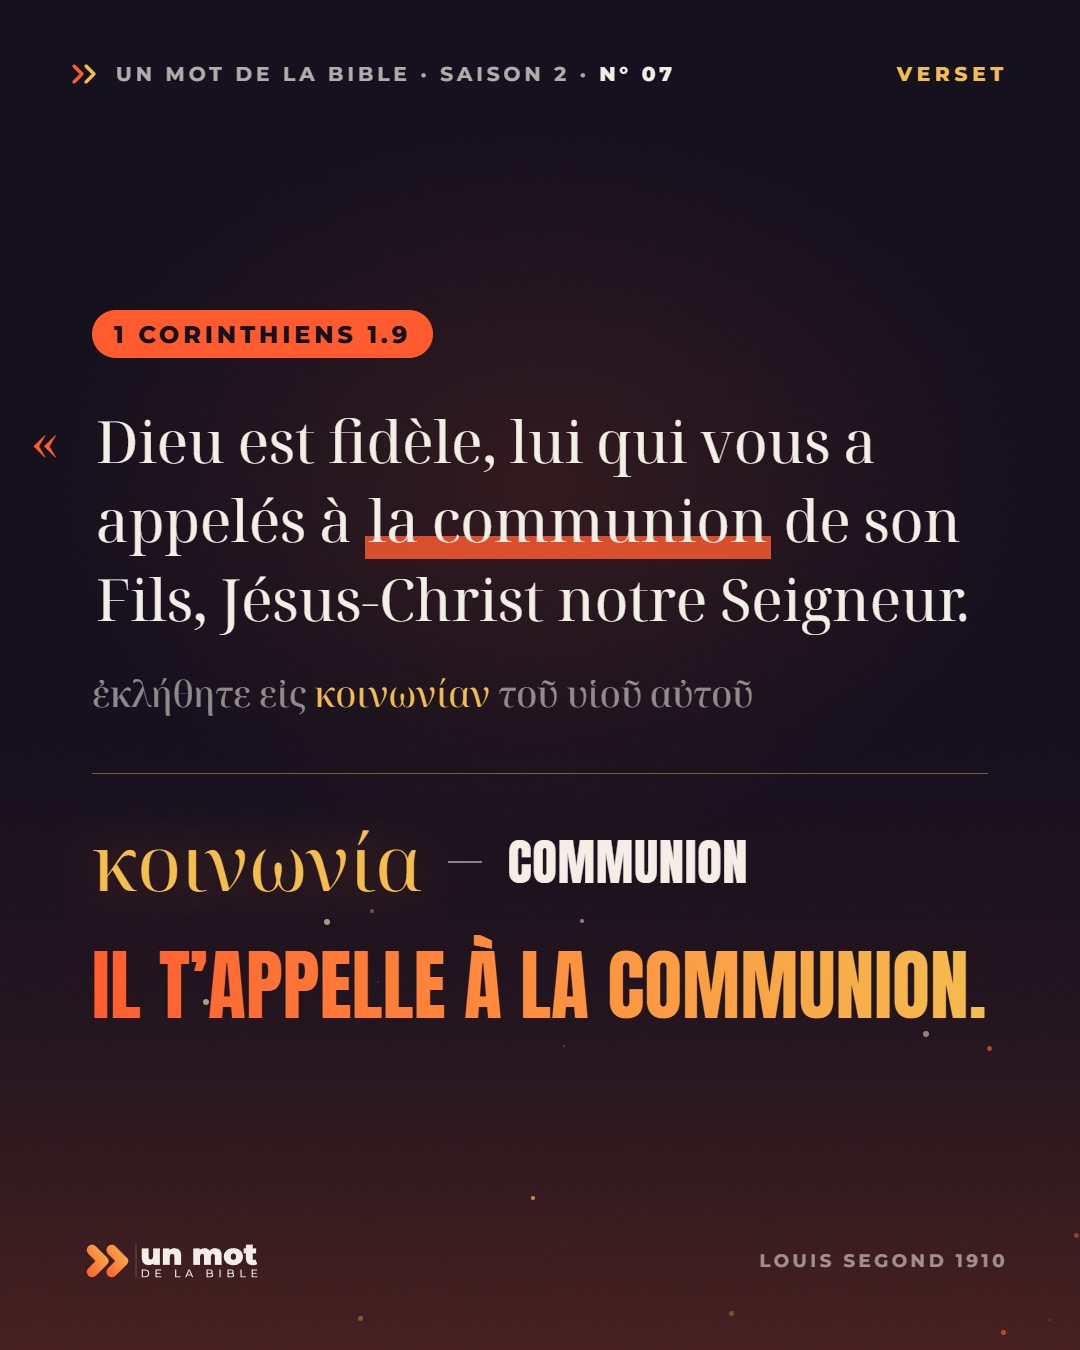 UN MOT DE LA BIBLE · SAISON 2 · N° 07
VERSET
1 CORINTHIENS 1.9
« Dieu est fidèle, lui qui vous a
appelés à la communion de son
Fils, Jésus-Christ notre Seigneur.
ἐκλήθητε εἰς κοινωνίαν τοῦ υἱοῦ αὐτοῦ
κοινωνία — COMMUNION
IL T’APPELLE À LA COMMUNION.
un mot
DE LA BIBLE
LOUIS SEGOND 1910